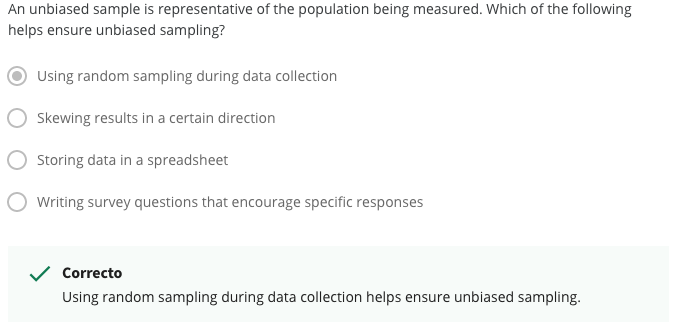 An unbiased sample is representative of the population being measured. Which of the following
helps ensure unbiased sampling?
Using random sampling during data collection
Skewing results in a certain direction
Storing data in a spreadsheet
Writing survey questions that encourage specific responses
Correcto
Using random sampling during data collection helps ensure unbiased sampling.